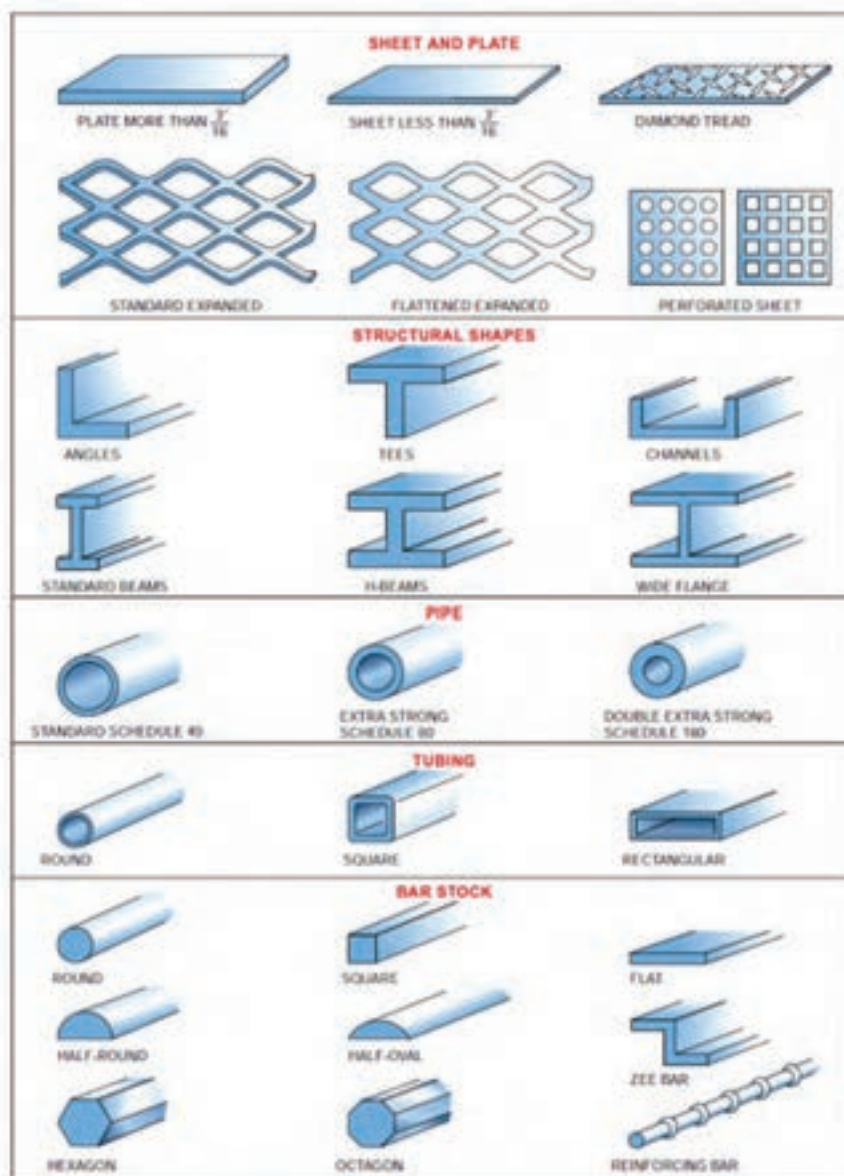 SHEET AND PLATE
PLATE MORE THAN 3"/16
SHEET LESS THAN 3"/16
DIAMOND TREAD
STANDARD EXPANDED
FLATTENED EXPANDED
PERFORATED SHEET
STRUCTURAL SHAPES
ANGLES
TEES
CHANNELS
STANDARD BEAMS
H-BEAMS
WIDE FLANGE
PIPE
STANDARD SCHEDULE 40
EXTRA STRONG
SCHEDULE 80
DOUBLE EXTRA STRONG
SCHEDULE 160
TUBING
ROUND
SQUARE
RECTANGULAR
BAR STOCK
ROUND
SQUARE
FLAT
HALF-ROUND
HALF-OVAL
ZEE BAR
HEXAGON
OCTAGON
REINFORCING BAR